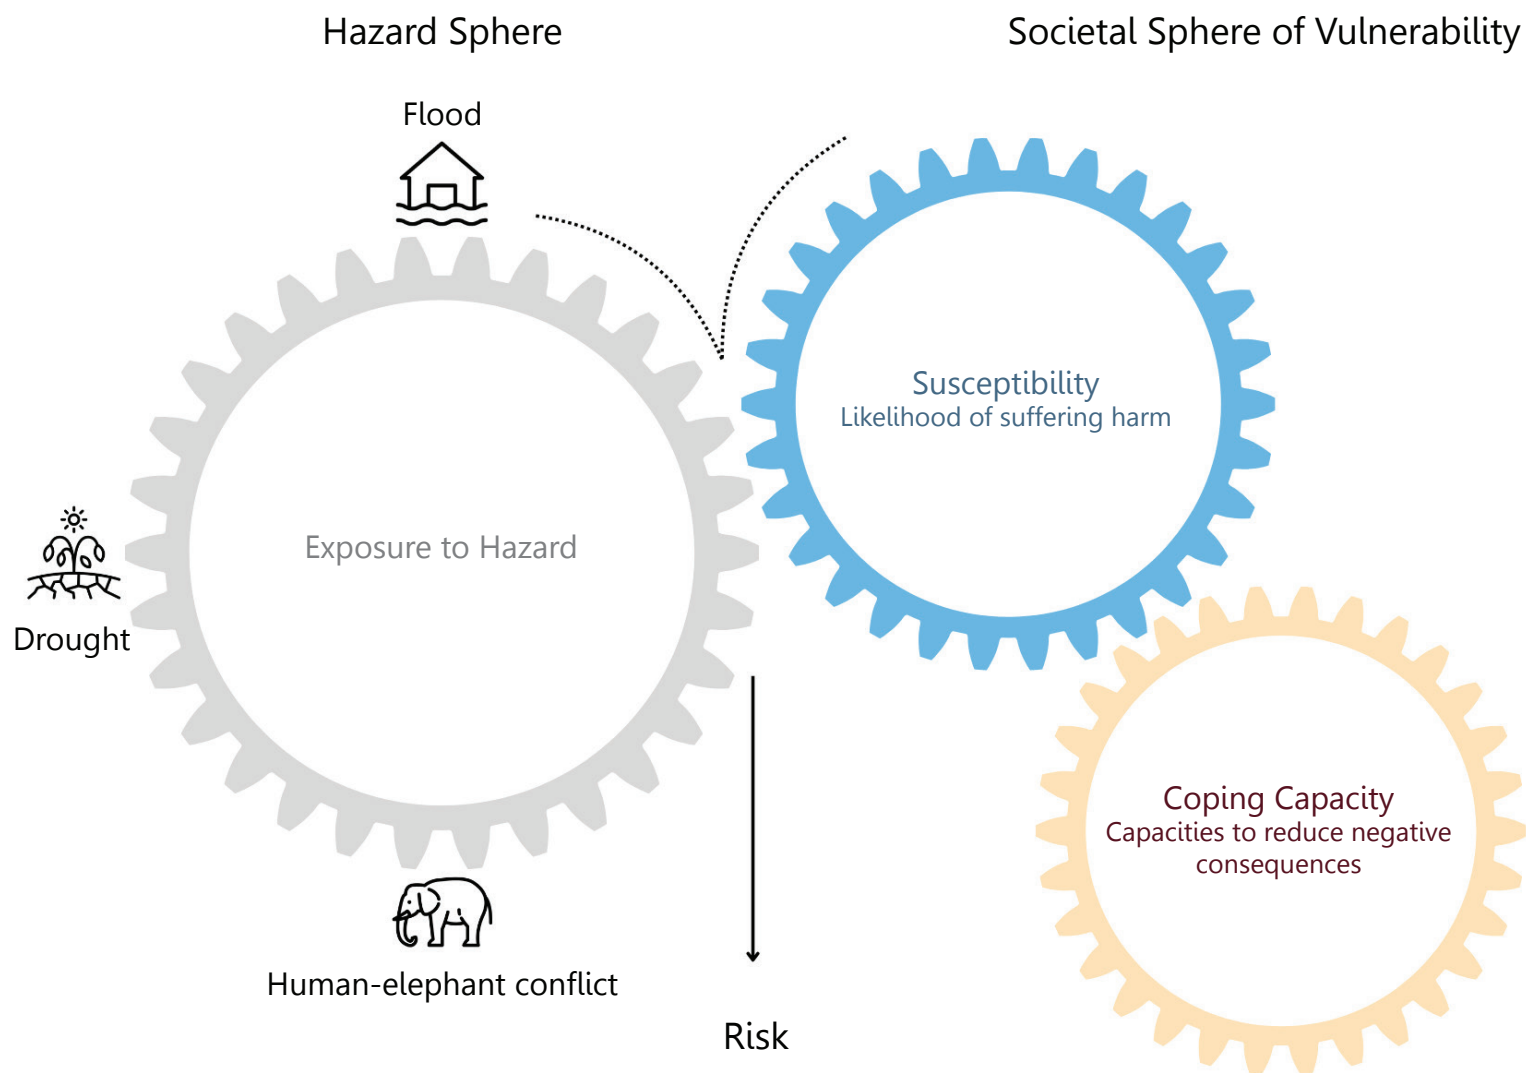 Hazard Sphere
Societal Sphere of Vulnerability
Flood
Susceptibility
Likelihood of suffering harm
Exposure to Hazard
Drought
Coping Capacity
Capacities to reduce negative
consequences
Human-elephant conflict
Risk